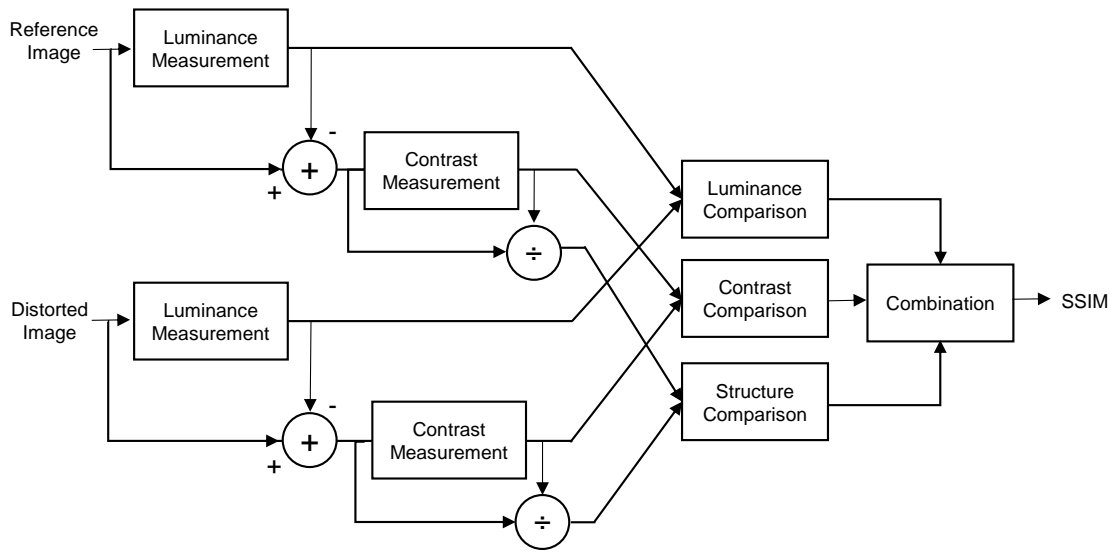 Reference
Image
Luminance
Measurement
-
+
+
Contrast
Measurement
÷
Luminance
Comparison
Distorted
Image
Luminance
Measurement
Contrast
Comparison
Combination
SSIM
-
+
+
Contrast
Measurement
Structure
Comparison
÷